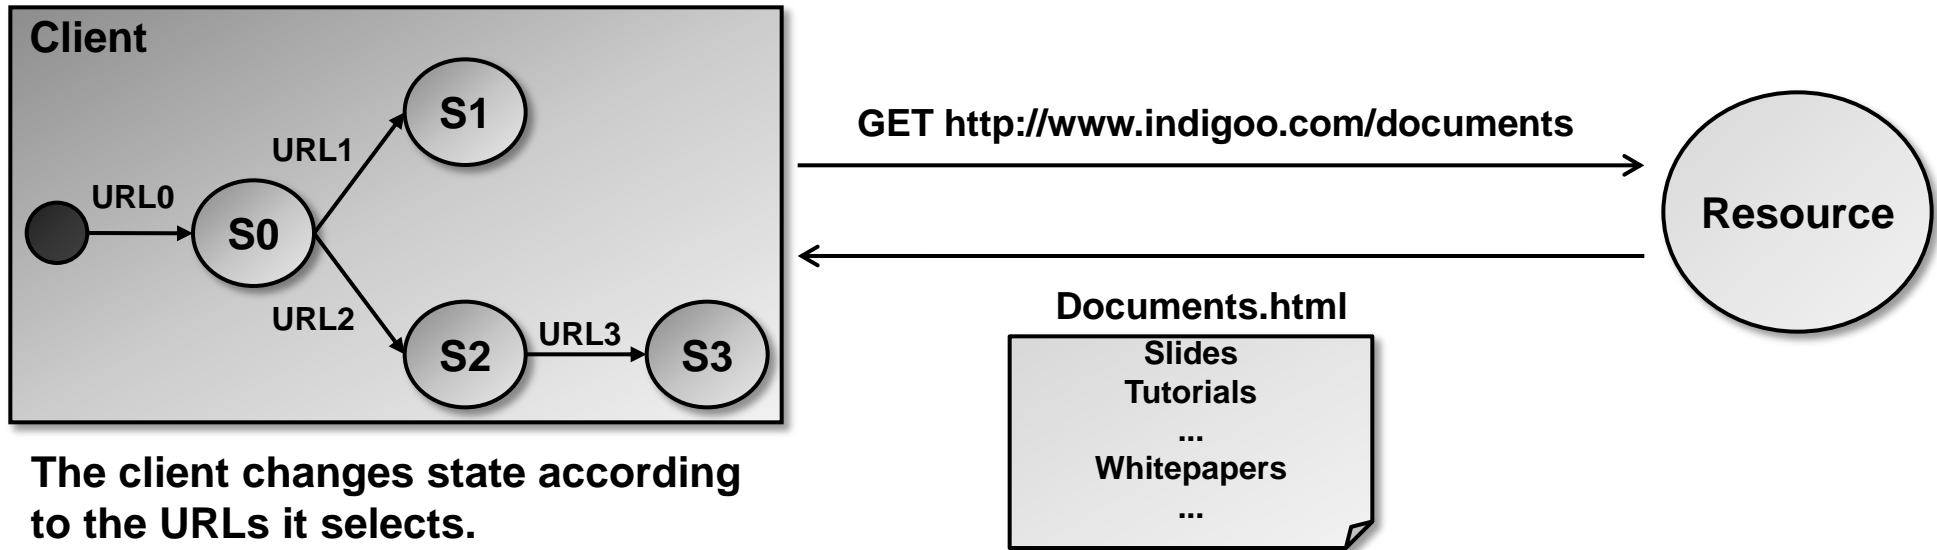 Client
S1
URL1
URL0
S0
URL2
S2
URL3
S3
The client changes state according
to the URLs it selects.
GET http://www.indigoo.com/documents
Resource
Documents.html
Slides
Tutorials
...
Whitepapers
...